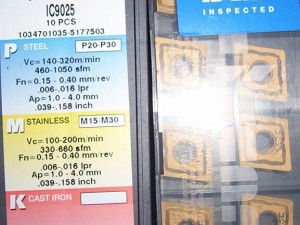 IC9025
10 PCS
1034701035-5177503
P STEEL P20-P30
Vc=140-320m/min
460-1050 sfm
Fn=0.15 - 0.40 mm/rev
.006-.016 ipr
Ap=1.0 - 4.0 mm
.039-.158 inch
M STAINLESS M15-M30
Vc=100-200m/min
330-660 sfm
Fn=0.15 - 0.40 mm/rev
.006-.016 ipr
Ap=1.0 - 4.0 mm
.039-.158 inch
K CAST IRON
INSPECTED